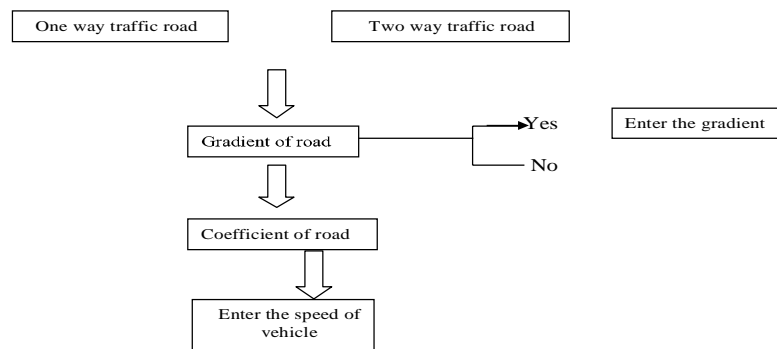 One way traffic road
Two way traffic road
Gradient of road
Yes
Enter the gradient
No
Coefficient of road
Enter the speed of
vehicle